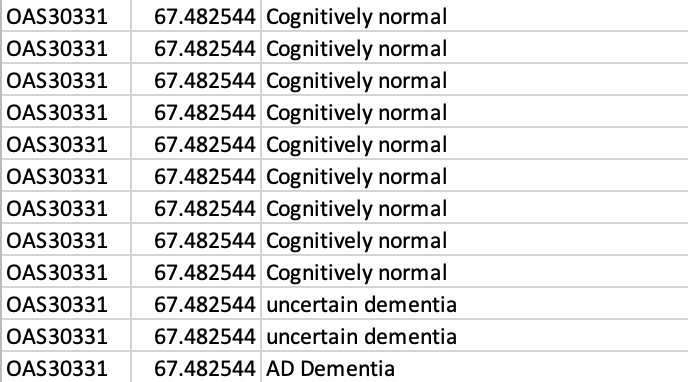 OAS30331 67.482544 Cognitively normal
OAS30331 67.482544 Cognitively normal
OAS30331 67.482544 Cognitively normal
OAS30331 67.482544 Cognitively normal
OAS30331 67.482544 Cognitively normal
OAS30331 67.482544 Cognitively normal
OAS30331 67.482544 Cognitively normal
OAS30331 67.482544 Cognitively normal
OAS30331 67.482544 Cognitively normal
OAS30331 67.482544 uncertain dementia
OAS30331 67.482544 uncertain dementia
OAS30331 67.482544 AD Dementia